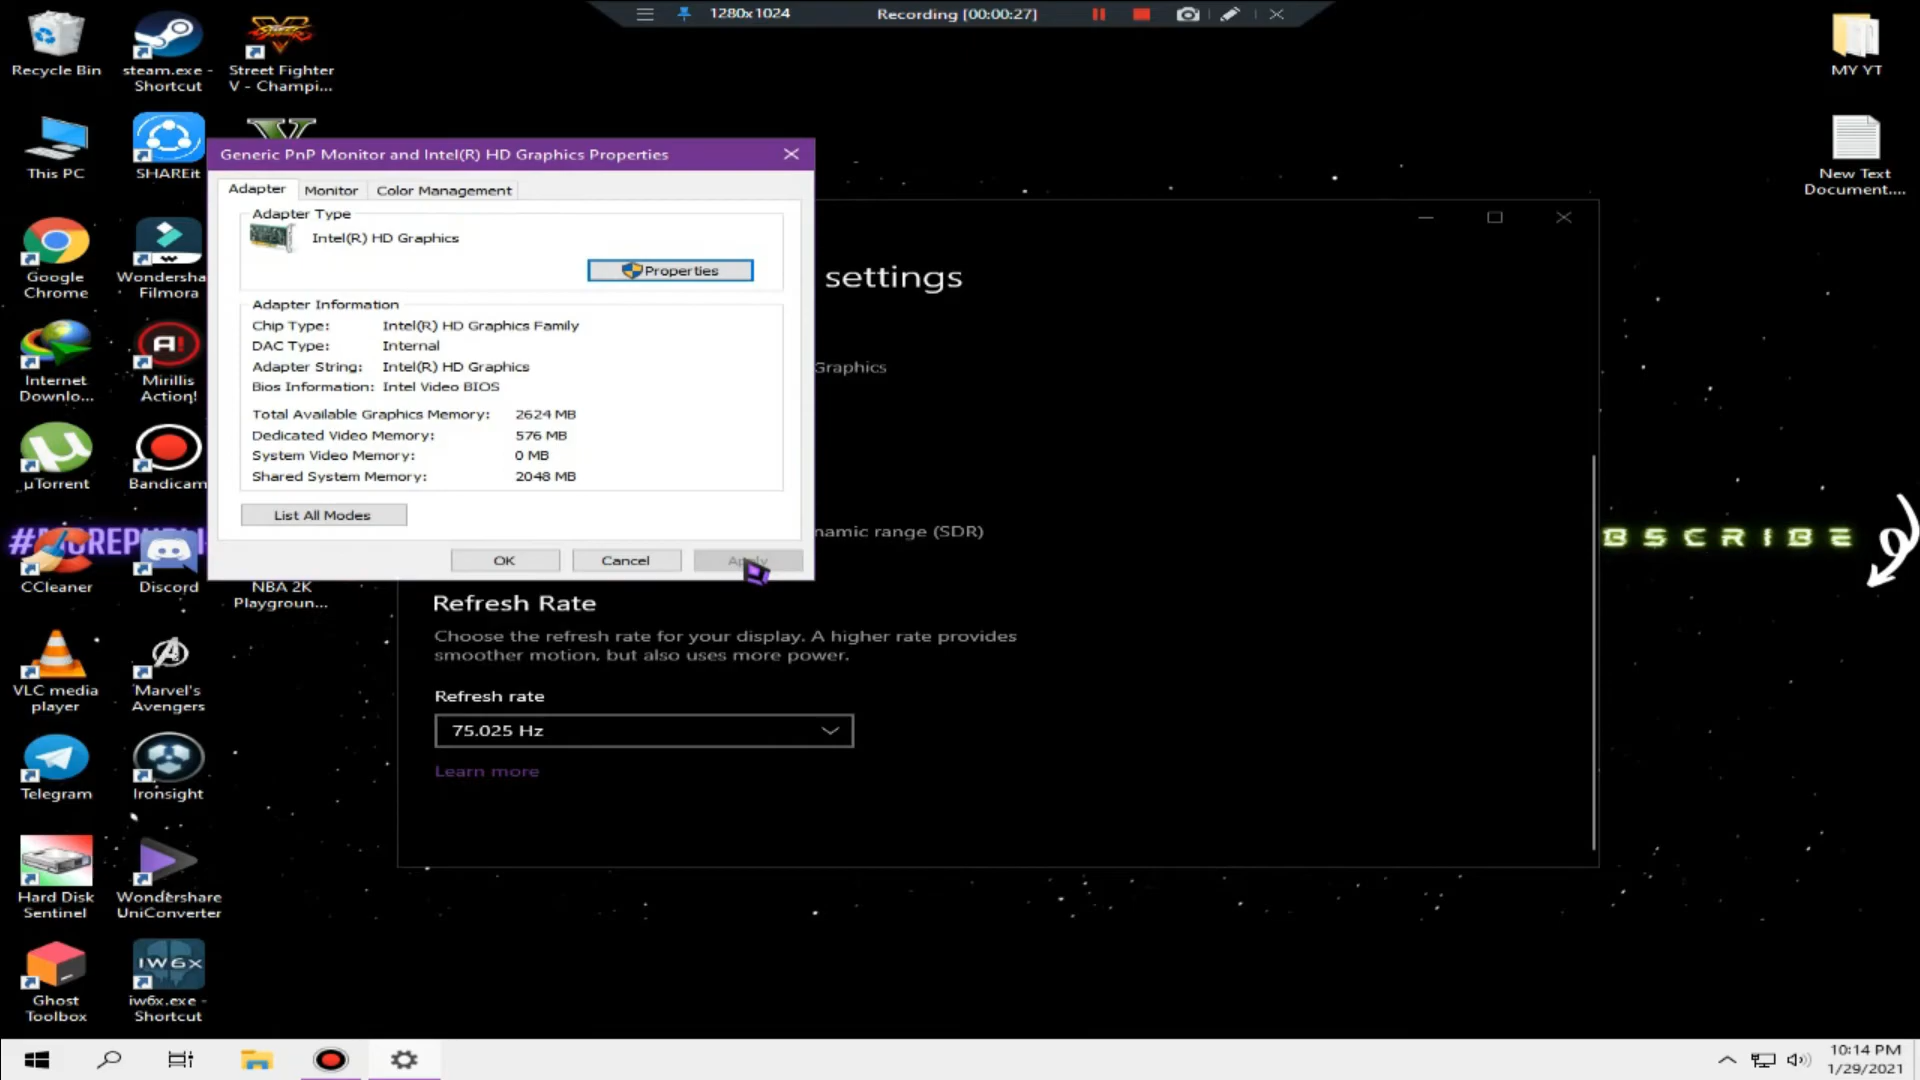 1280x1024
Recording [00:00:27]
Recycle Bin
steam.exe -
Shortcut
Street Fighter
V - Champi...
MY YT
This PC
SHAREit
New Text
Document....
Generic PnP Monitor and Intel(R) HD Graphics Properties
Adapter
Monitor
Color Management
Adapter Type
Intel(R) HD Graphics
Properties
Adapter Information
Chip Type: Intel(R) HD Graphics Family
DAC Type: Internal
Adapter String: Intel(R) HD Graphics
Bios Information: Intel Video BIOS
Total Available Graphics Memory: 2624 MB
Dedicated Video Memory: 576 MB
System Video Memory: 0 MB
Shared System Memory: 2048 MB
List All Modes
OK
Cancel
Apply
settings
Graphics
namic range (SDR)
Refresh Rate
Choose the refresh rate for your display. A higher rate provides
smoother motion, but also uses more power.
Refresh rate
75.025 Hz
Learn more
Google
Chrome
Wondersha
Filmora
Internet
Downlo...
Mirillis
Action!
µTorrent
Bandicam
CCleaner
Discord
NBA 2K
Playgroun...
BSCRIBE
VLC media
player
Marvel's
Avengers
Telegram
Ironsight
Hard Disk
Sentinel
Wondershare
UniConverter
IW6X
Ghost
Toolbox
iw6x.exe -
Shortcut
10:14 PM
1/29/2021